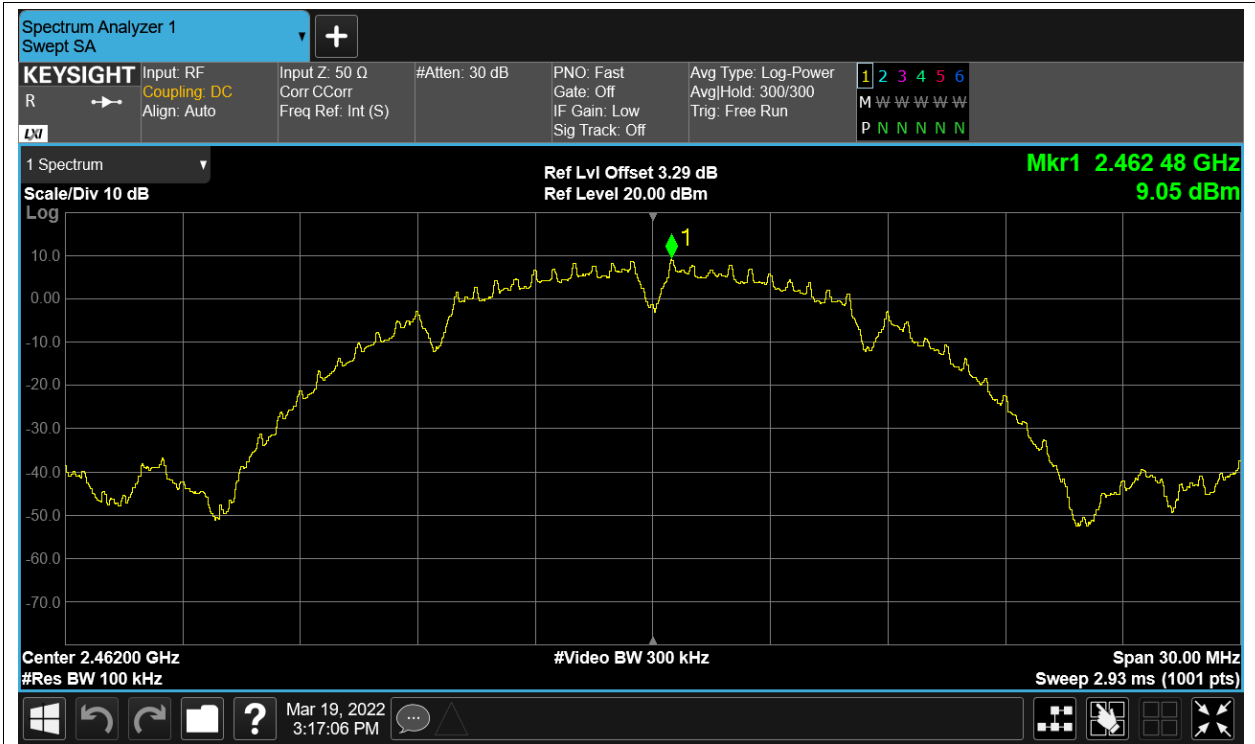 Spectrum Analyzer 1
Swept SA
KEYSIGHT
R
LXI
Input: RF
Coupling: DC
Align: Auto
Input Z: 50 Ω
Corr CCorr
Freq Ref: Int (S)
#Atten: 30 dB
PNO: Fast
Gate: Off
IF Gain: Low
Sig Track: Off
Avg Type: Log-Power
Avg|Hold: 300/300
Trig: Free Run
1 2 3 4 5 6
M W W W W W
P N N N N N
1 Spectrum
Scale/Div 10 dB
Log
Ref Lvl Offset 3.29 dB
Ref Level 20.00 dBm
Mkr1 2.462 48 GHz
9.05 dBm
1
10.0
0.00
-10.0
-20.0
-30.0
-40.0
-50.0
-60.0
-70.0
Center 2.46200 GHz
#Res BW 100 kHz
#Video BW 300 kHz
Span 30.00 MHz
Sweep 2.93 ms (1001 pts)
?
Mar 19, 2022
3:17:06 PM